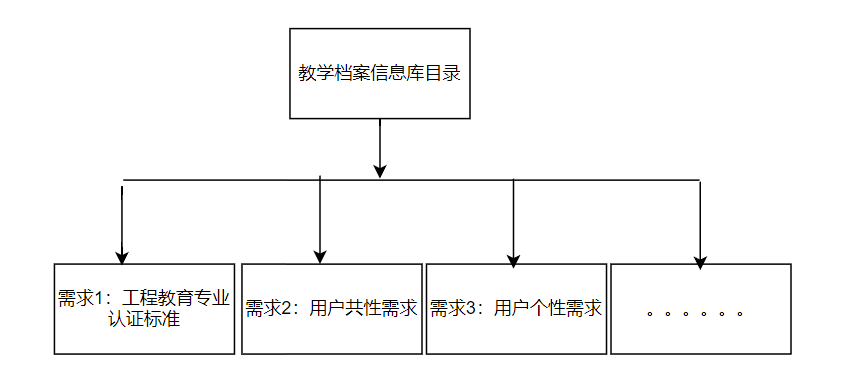 教学档案信息库目录
需求1：工程教育专业
认证标准
需求2：用户共性需求
需求3：用户个性需求
。。。。。。